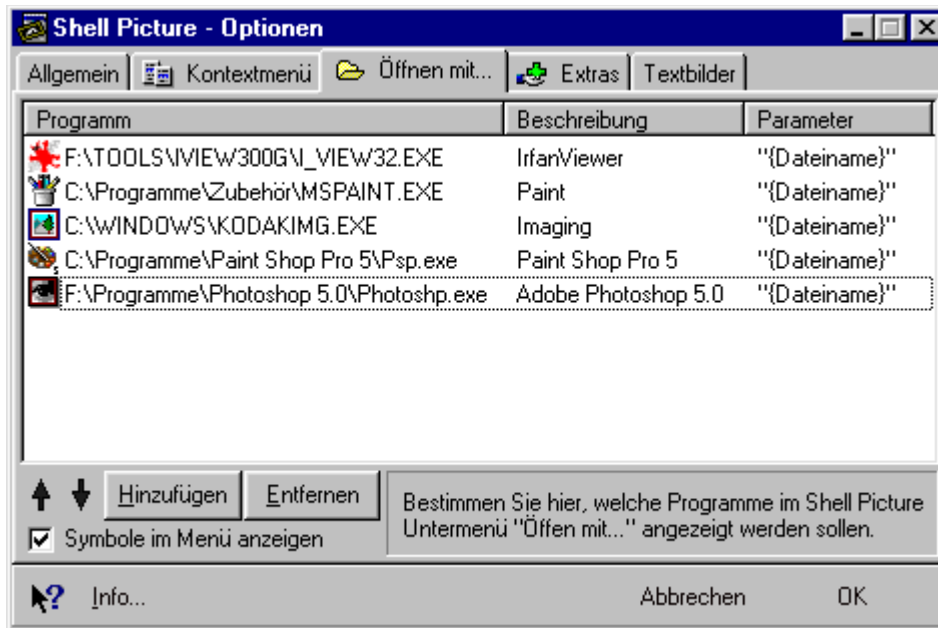 Shell Picture - Optionen
Allgemein Kontextmenü Öffnen mit... Extras Textbilder
Programm Beschreibung Parameter
F:\TOOLS\IVIEW300G\I_VIEW32.EXE IrfanViewer "{Dateiname}"
C:\Programme\Zubehör\MSPAINT.EXE Paint "{Dateiname}"
C:\WINDOWS\KODAKIMG.EXE Imaging "{Dateiname}"
C:\Programme\Paint Shop Pro 5\Psp.exe Paint Shop Pro 5 "{Dateiname}"
F:\Programme\Photoshop 5.0\Photoshp.exe Adobe Photoshop 5.0 "{Dateiname}"
Hinzufügen Entfernen
Symbole im Menü anzeigen
Bestimmen Sie hier, welche Programme im Shell Picture
Untermenü "Öffen mit..." angezeigt werden sollen.
Info... Abbrechen OK